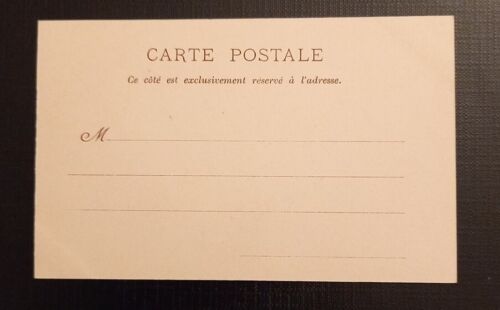 CARTE POSTALE
Ce côté est exclusivement réservé à l'adresse.
M